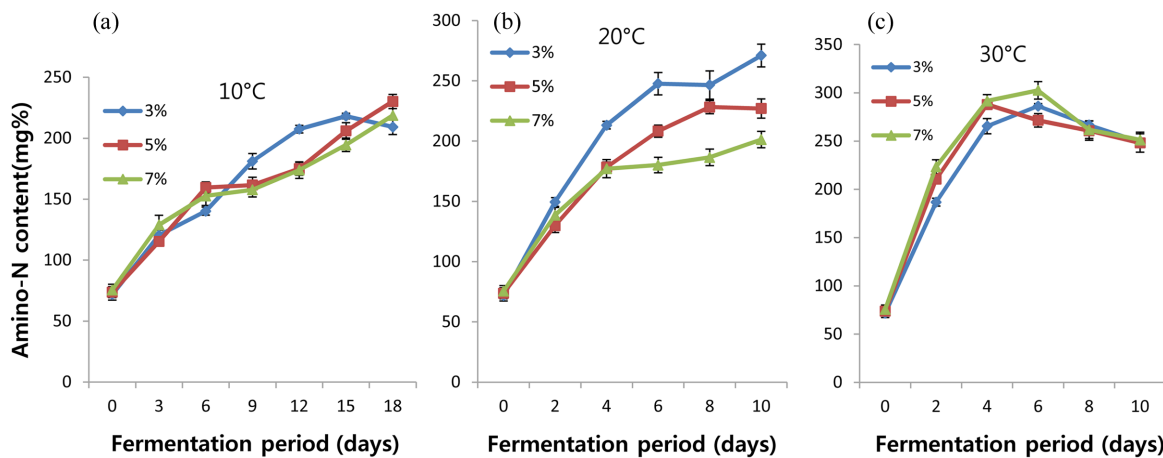 (a)
10°C
3%
5%
7%
250
200
150
100
50
0
0 3 6 9 12 15 18
Fermentation period (days)
Amino-N content(mg%)
(b)
20°C
3%
5%
7%
300
250
200
150
100
50
0
0 2 4 6 8 10
Fermentation period (days)
(c)
30°C
3%
5%
7%
350
300
250
200
150
100
50
0
0 2 4 6 8 10
Fermentation period (days)